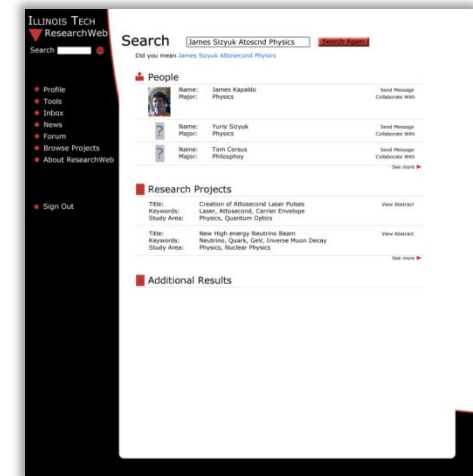 ILLINOIS TECH
ResearchWeb
Search
Profile
Tools
Inbox
News
Forum
Browse Projects
About ResearchWeb
Sign Out
Search James Sizyuk Atoscnd Physics Search Again
Did you mean James Sizyuk Attosecond Physics
People
Name: James Kapaldo Send Message
Major: Physics Collaborate With
Name: Yuriy Sizyuk Send Message
Major: Physics Collaborate With
Name: Tom Corsus Send Message
Major: Philosphoy Collaborate With
See more
Research Projects
Title: Creation of Attosecond Laser Pulses View Abstract
Keywords: Laser, Attosecond, Carrier Envelope
Study Area: Physics, Quantum Optics
Title: New High energy Neutrino Beam View Abstract
Keywords: Neutrino, Quark, GeV, Inverse Muon Decay
Study Area: Physics, Nuclear Physics
See more
Additional Results